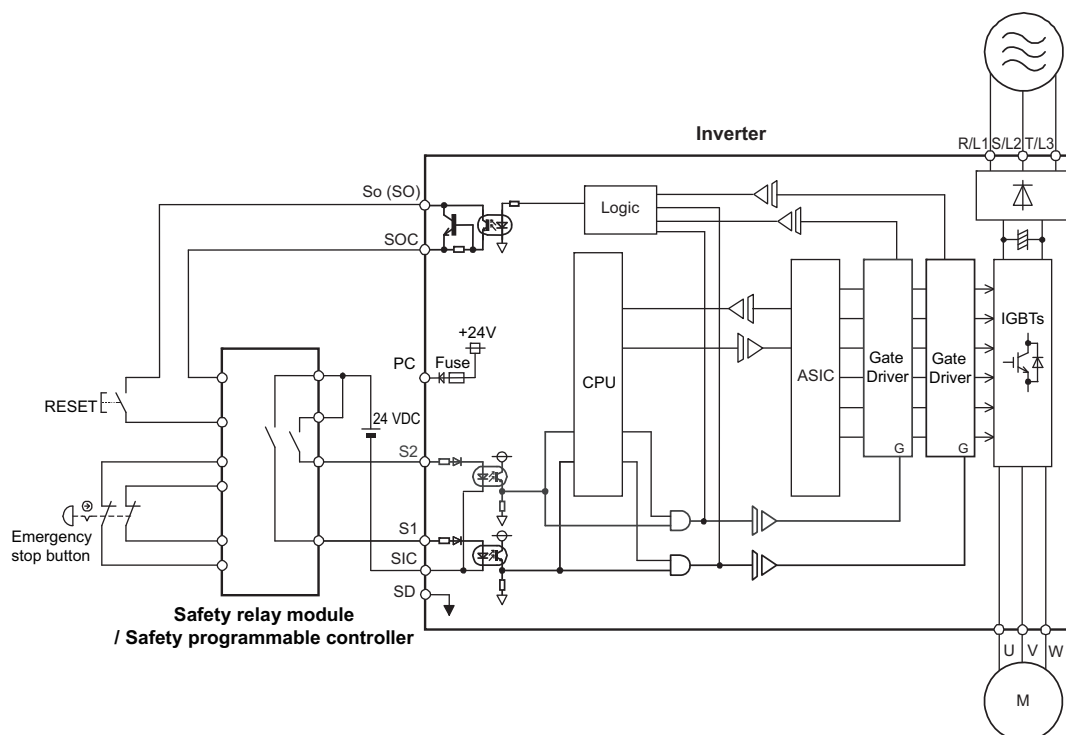 Inverter
R/L1 S/L2 T/L3
So (SO)
SOC
Logic
+24V
PC
Fuse
CPU
ASIC
Gate
Driver
Gate
Driver
IGBTs
RESET
24 VDC
S2
G
G
Emergency
stop button
S1
SIC
SD
Safety relay module
/ Safety programmable controller
U
V
W
M